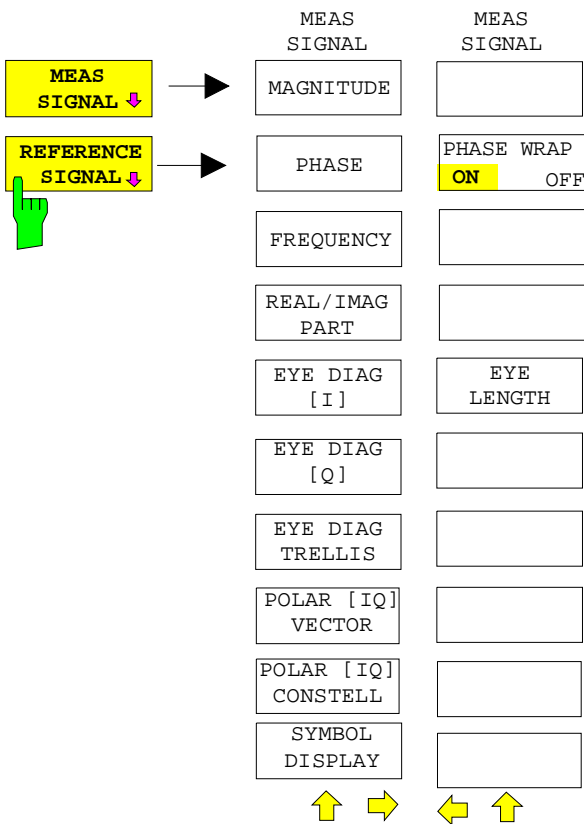 MEAS
SIGNAL
MEAS
SIGNAL
MEAS
SIGNAL
MAGNITUDE
REFERENCE
SIGNAL
PHASE
PHASE WRAP
ON OFF
FREQUENCY
REAL/IMAG
PART
EYE DIAG
[I]
EYE
LENGTH
EYE DIAG
[Q]
EYE DIAG
TRELLIS
POLAR [IQ]
VECTOR
POLAR [IQ]
CONSTELL
SYMBOL
DISPLAY